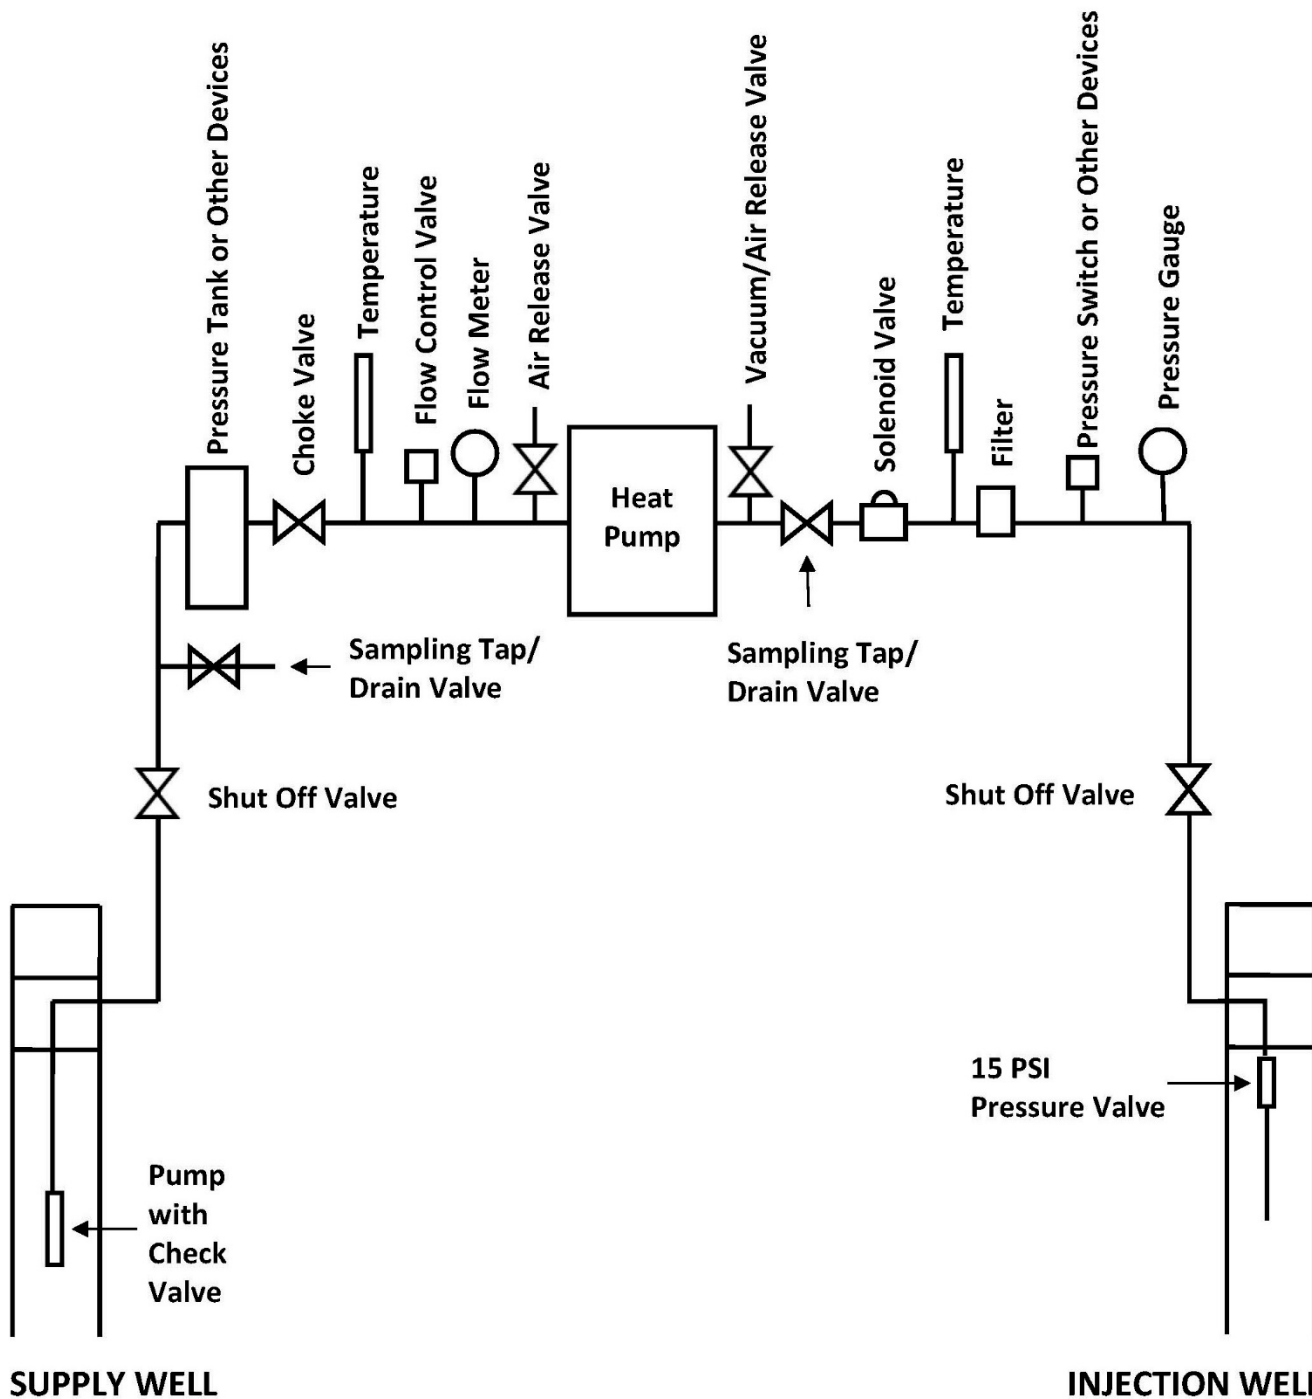 Pressure Tank or Other Devices
Choke Valve
Temperature
Flow Control Valve
Flow Meter
Air Release Valve
Vacuum/Air Release Valve
Solenoid Valve
Temperature
Filter
Pressure Switch or Other Devices
Pressure Gauge
Heat
Pump
Sampling Tap/
Drain Valve
Sampling Tap/
Drain Valve
Shut Off Valve
Shut Off Valve
15 PSI
Pressure Valve
Pump
with
Check
Valve
SUPPLY WELL
INJECTION WELL